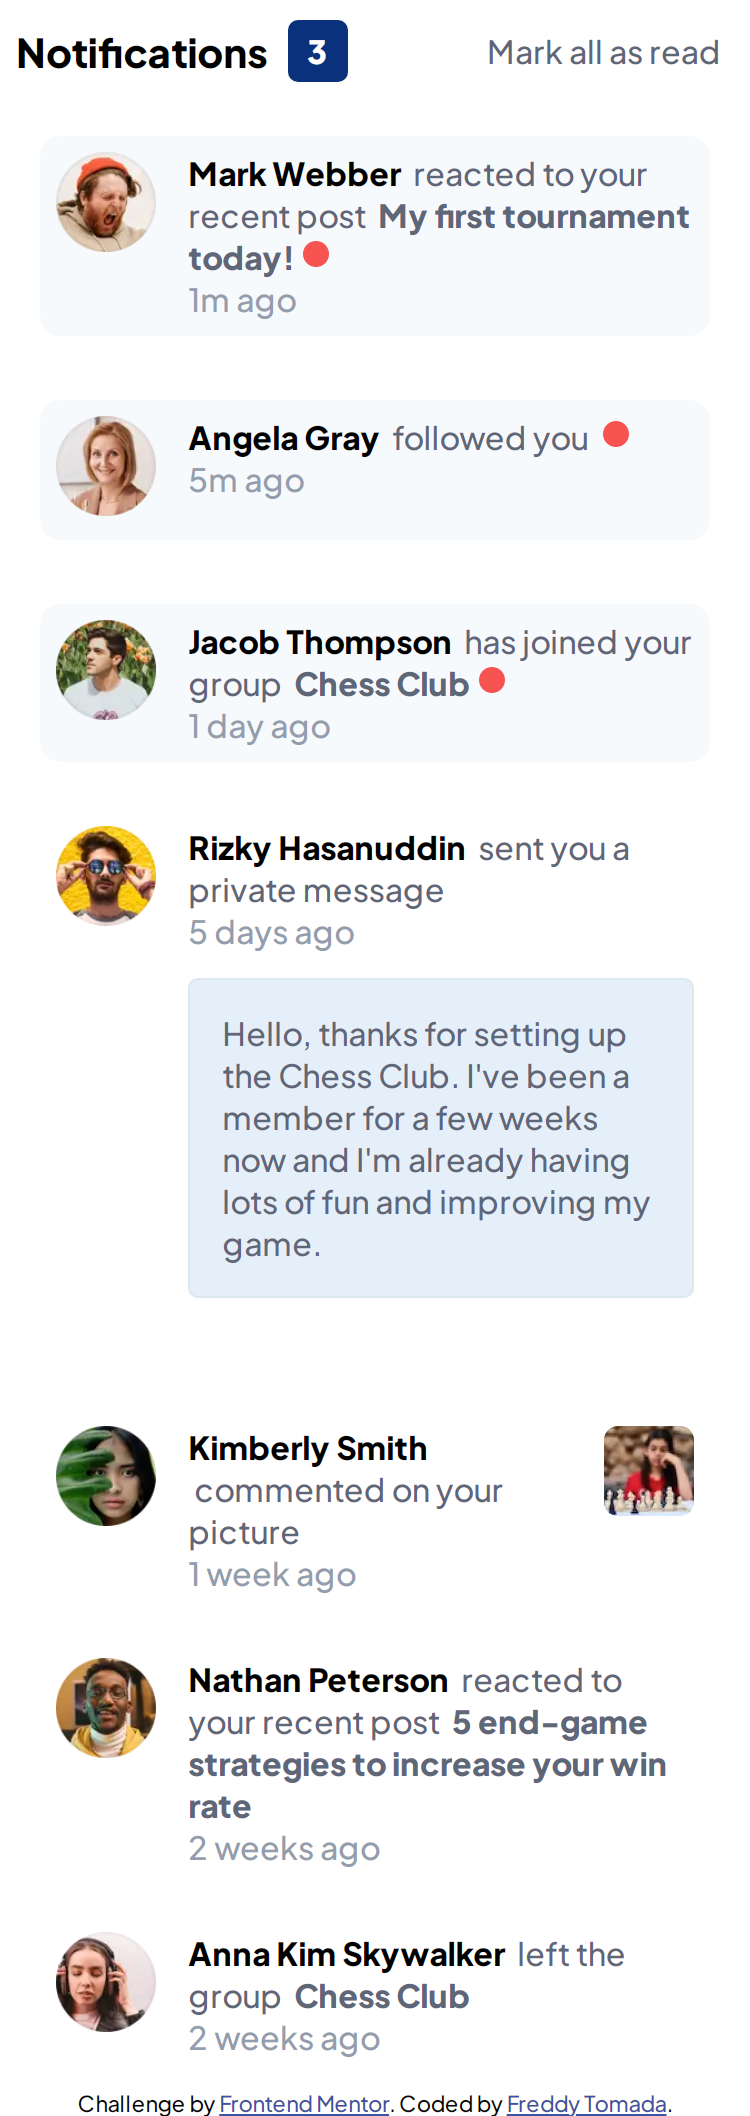 Notifications 3 Mark all as read
Mark Webber reacted to your
recent post My first tournament
today!
1m ago
Angela Gray followed you
5m ago
Jacob Thompson has joined your
group Chess Club
1 day ago
Rizky Hasanuddin sent you a
private message
5 days ago
Hello, thanks for setting up
the Chess Club. I've been a
member for a few weeks
now and I'm already having
lots of fun and improving my
game.
Kimberly Smith
commented on your
picture
1 week ago
Nathan Peterson reacted to
your recent post 5 end-game
strategies to increase your win
rate
2 weeks ago
Anna Kim Skywalker left the
group Chess Club
2 weeks ago
Challenge by Frontend Mentor. Coded by Freddy Tomada.